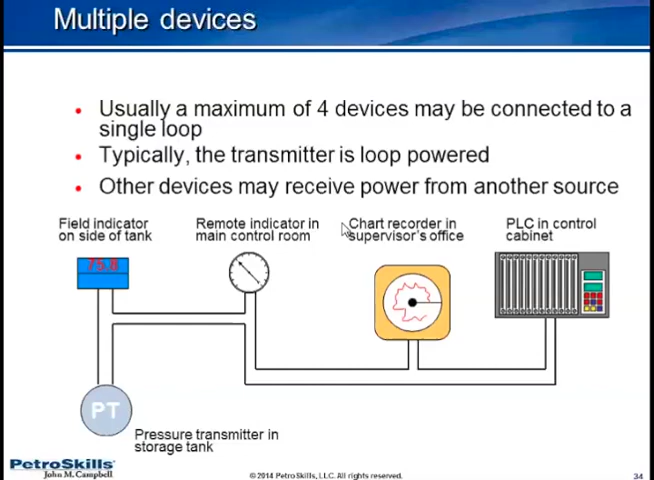 Multiple devices
• Usually a maximum of 4 devices may be connected to a
single loop
• Typically, the transmitter is loop powered
• Other devices may receive power from another source
Field indicator
on side of tank
Remote indicator in
main control room
Chart recorder in
supervisor's office
PLC in control
cabinet
75.8
PT
Pressure transmitter in
storage tank
PetroSkills
John M. Campbell
© 2014 PetroSkills, LLC. All rights reserved.
34